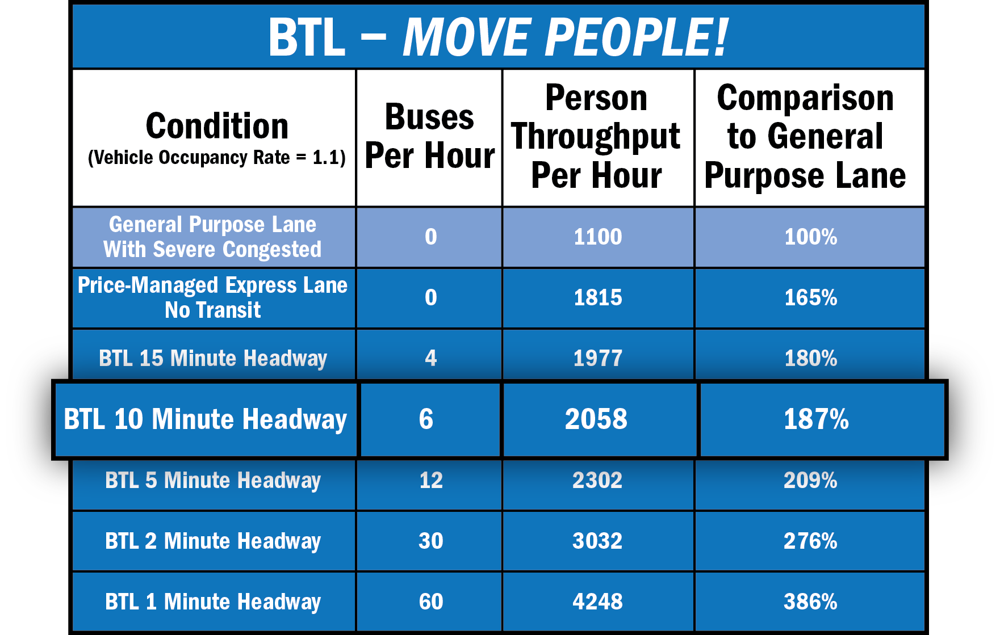 BTL – MOVE PEOPLE!
Condition
(Vehicle Occupancy Rate = 1.1)
Buses
Per Hour
Person
Throughput
Per Hour
Comparison
to General
Purpose Lane
General Purpose Lane
With Severe Congested
0
1100
100%
Price-Managed Express Lane
No Transit
0
1815
165%
BTL 15 Minute Headway
4
1977
180%
BTL 10 Minute Headway
6
2058
187%
BTL 5 Minute Headway
12
2302
209%
BTL 2 Minute Headway
30
3032
276%
BTL 1 Minute Headway
60
4248
386%